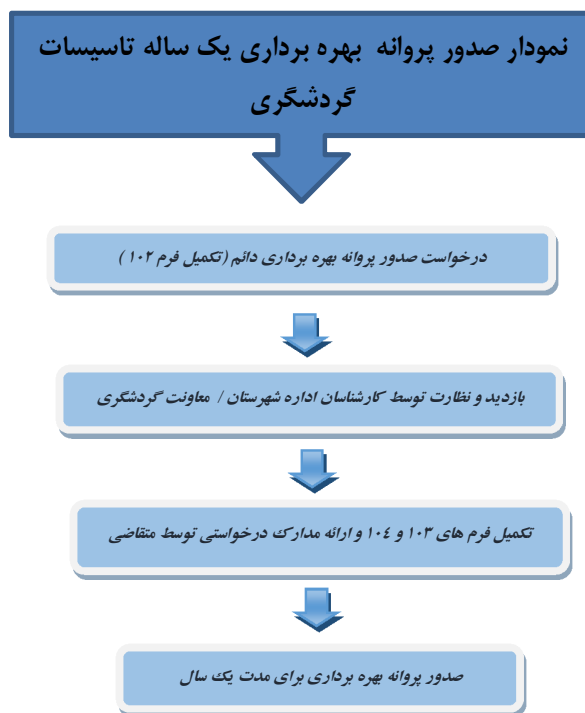 نمودار صدور پروانه بهره برداری یک ساله تاسیسات
گردشگری
درخواست صدور پروانه بهره برداری دائم (تکمیل فرم ۱۰۲ )
بازدید و نظارت توسط کارشناسان اداره شهرستان / معاونت گردشگری
تکمیل فرم های ۱۰۳ و ۱۰٤ و ارائه مدارک درخواستی توسط متقاضی
صدور پروانه بهره برداری برای مدت یک سال